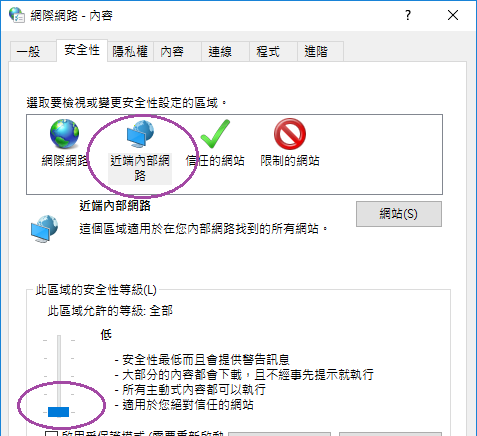 網際網路 - 內容
一般 安全性 隱私權 內容 連線 程式 進階
選取要檢視或變更安全性設定的區域。
網際網路 近端內部網路 信任的網站 限制的網站
近端內部網路
這個區域適用於在您內部網路找到的所有網站。
網站(S)
此區域的安全性等級(L)
此區域允許的等級: 全部
低
- 安全性最低而且會提供警告訊息
- 大部分的內容都會下載，且不經事先提示就執行
- 所有主動式內容都可以執行
- 適用於您絕對信任的網站